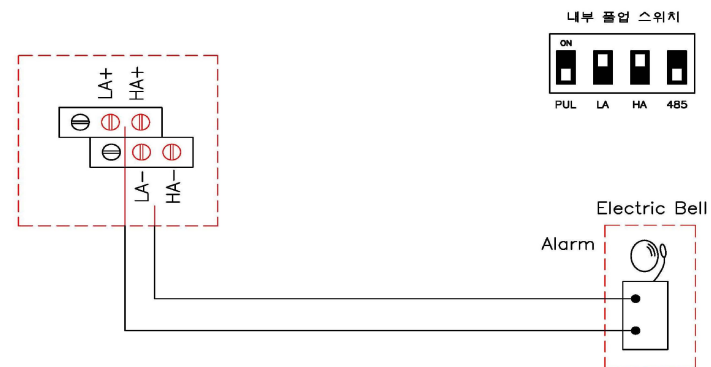 내부 풀업 스위치
ON
PUL LA HA 485
LA+ HA+
LA- HA-
Electric Bell
Alarm